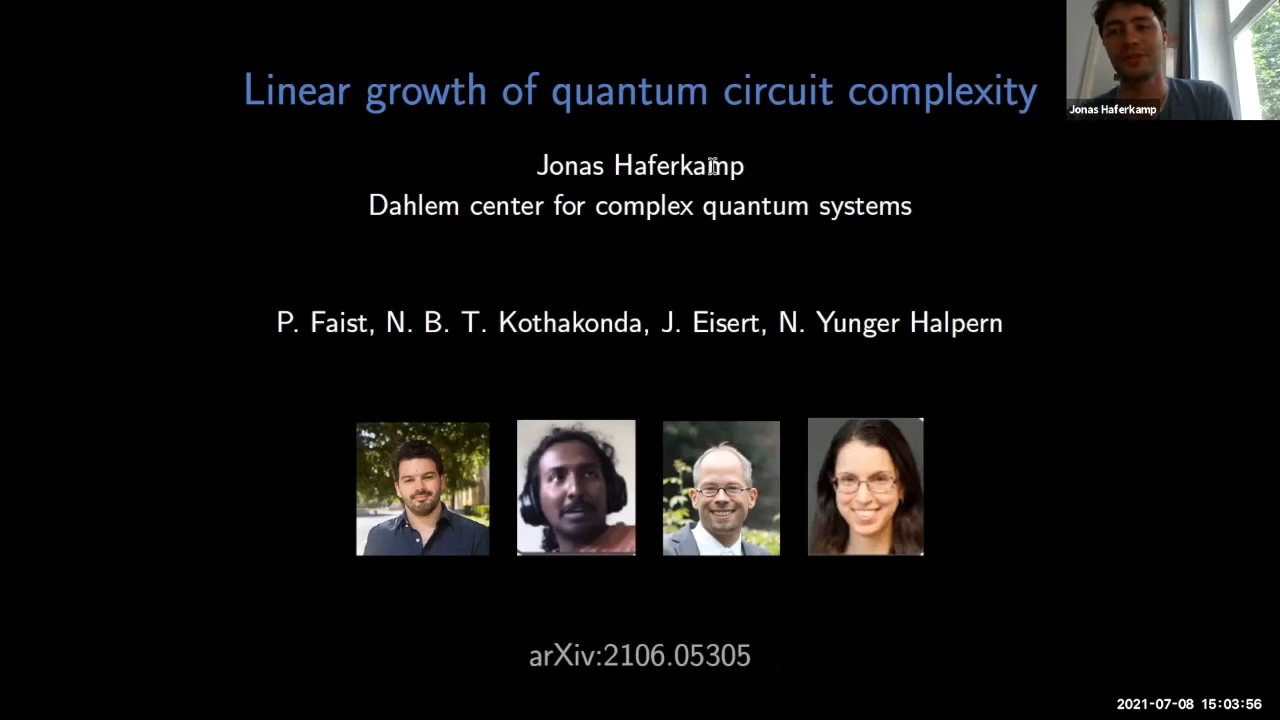 Linear growth of quantum circuit complexity
Jonas Haferkamp
Jonas Haferkamp
Dahlem center for complex quantum systems
P. Faist, N. B. T. Kothakonda, J. Eisert, N. Yunger Halpern
arXiv:2106.05305
2021-07-08 15:03:56